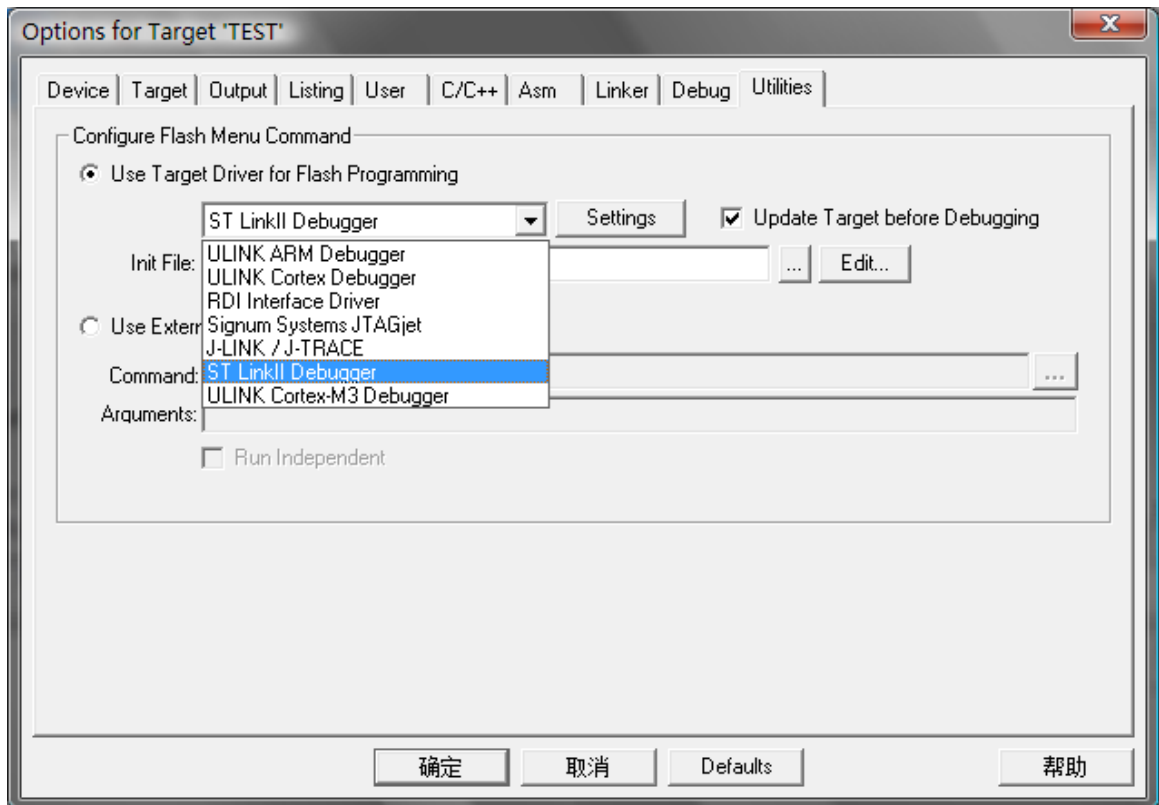 Options for Target 'TEST'
X
Device Target Output Listing User C/C++ Asm Linker Debug Utilities
Configure Flash Menu Command
Use Target Driver for Flash Programming
ST LinkII Debugger Settings Update Target before Debugging
ULINK ARM Debugger
Init File: ULINK Cortex Debugger ... Edit...
RDI Interface Driver
Use Extern Signum Systems JTAGjet
J-LINK / J-TRACE
Command: ST LinkII Debugger ...
ULINK Cortex-M3 Debugger
Arguments:
Run Independent
确定 取消 Defaults 帮助